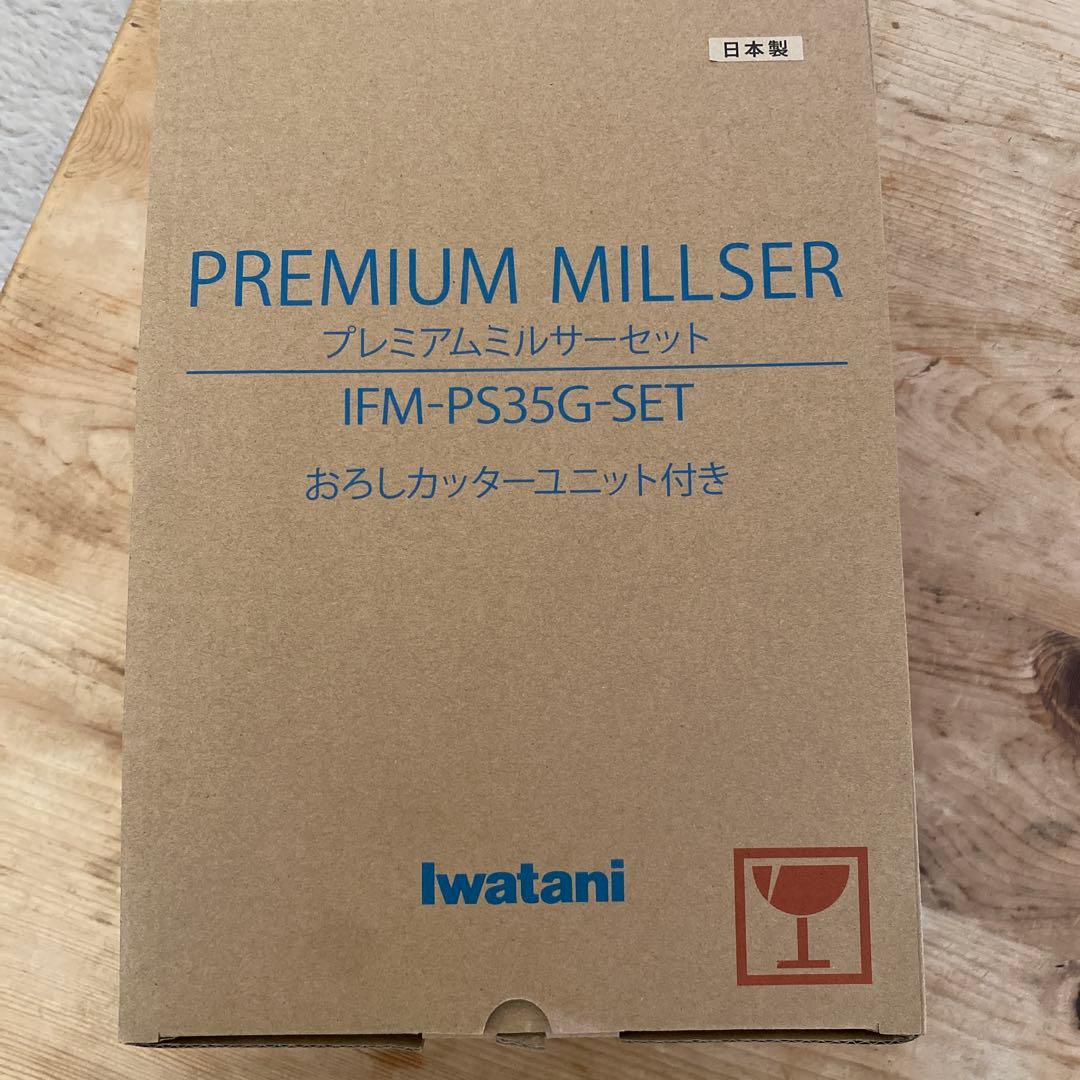 日本製
PREMIUM MILLSER
プレミアムミルサーセット
IFM-PS35G-SET
おろしカッターユニット付き
Iwatani